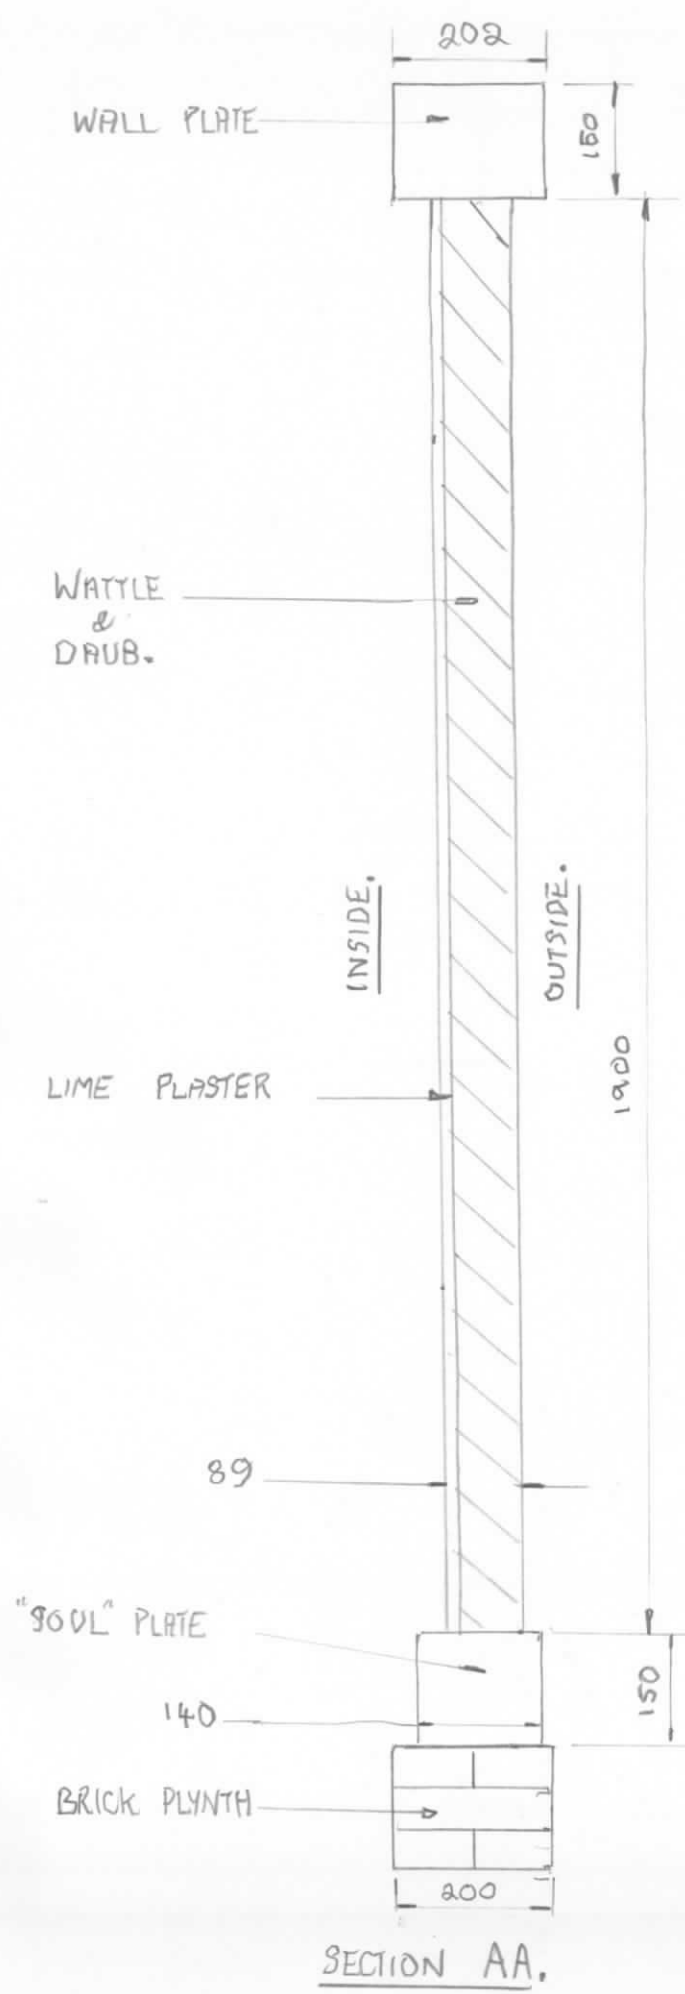 202
WALL PLATE
150
WATTLE
&
DAUB.
INSIDE.
OUTSIDE.
1900
LIME PLASTER
89
"SOUL" PLATE
150
140
BRICK PLYNTH
200
SECTION AA.